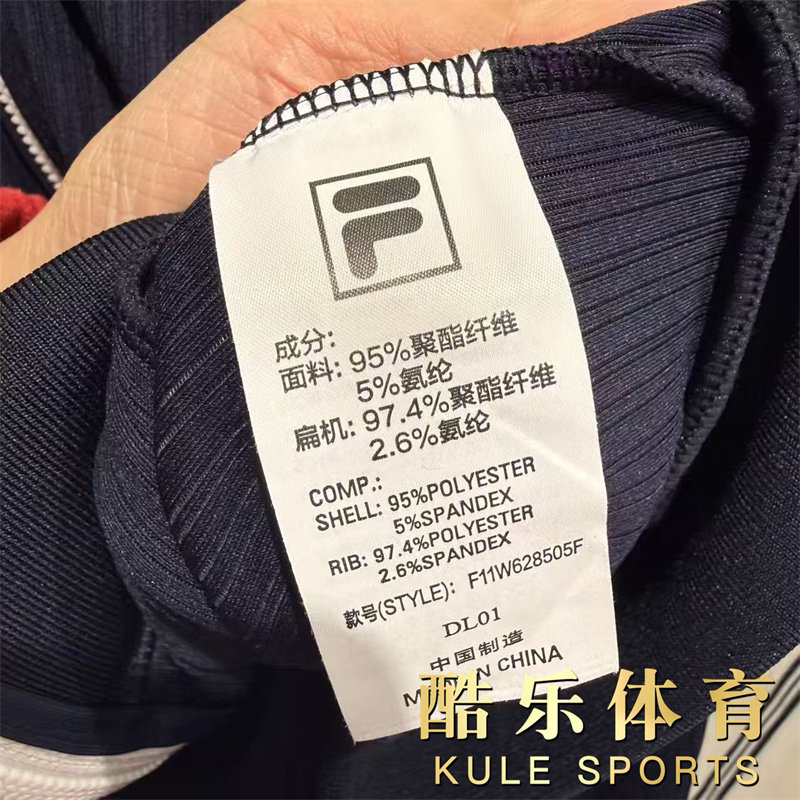 F
成分:
面料: 95%聚酯纤维
5%氨纶
扁机: 97.4%聚酯纤维
2.6%氨纶
COMP.:
SHELL: 95%POLYESTER
5%SPANDEX
RIB: 97.4%POLYESTER
2.6%SPANDEX
款号(STYLE): F11W628505F
DL01
中国制造
IN CHINA
酷乐体育
KULE SPORTS